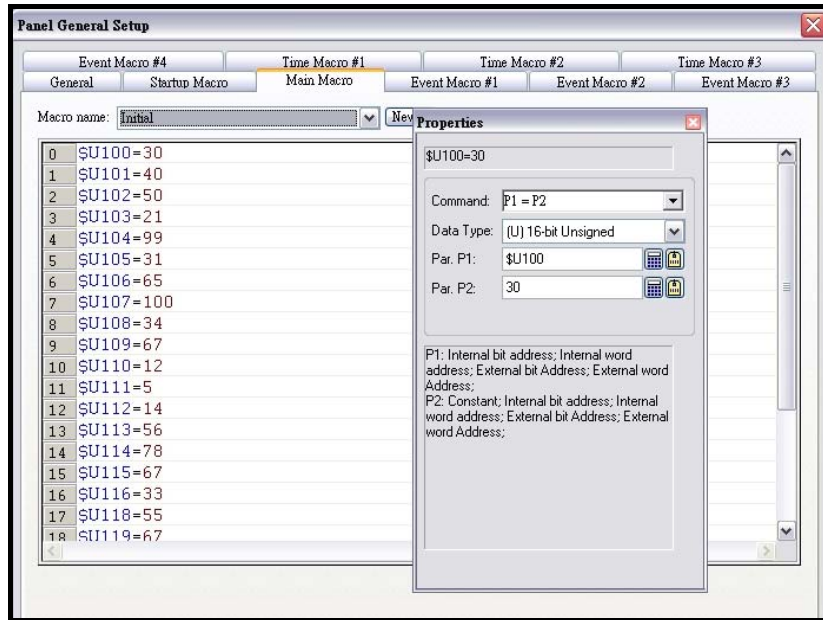 Panel General Setup
Event Macro #4 Time Macro #1 Time Macro #2 Time Macro #3
General Startup Macro Main Macro Event Macro #1 Event Macro #2 Event Macro #3
Macro name: Initial New
0 $U100=30
1 $U101=40
2 $U102=50
3 $U103=21
4 $U104=99
5 $U105=31
6 $U106=65
7 $U107=100
8 $U108=34
9 $U109=67
10 $U110=12
11 $U111=5
12 $U112=14
13 $U113=56
14 $U114=78
15 $U115=67
16 $U116=33
17 $U118=55
18 $U119=67
Properties
$U100=30
Command: P1 = P2
Data Type: (U) 16-bit Unsigned
Par. P1: $U100
Par. P2: 30
P1: Internal bit address; Internal word
address; External bit Address; External word
Address;
P2: Constant; Internal bit address; Internal
word address; External bit Address; External
word Address;